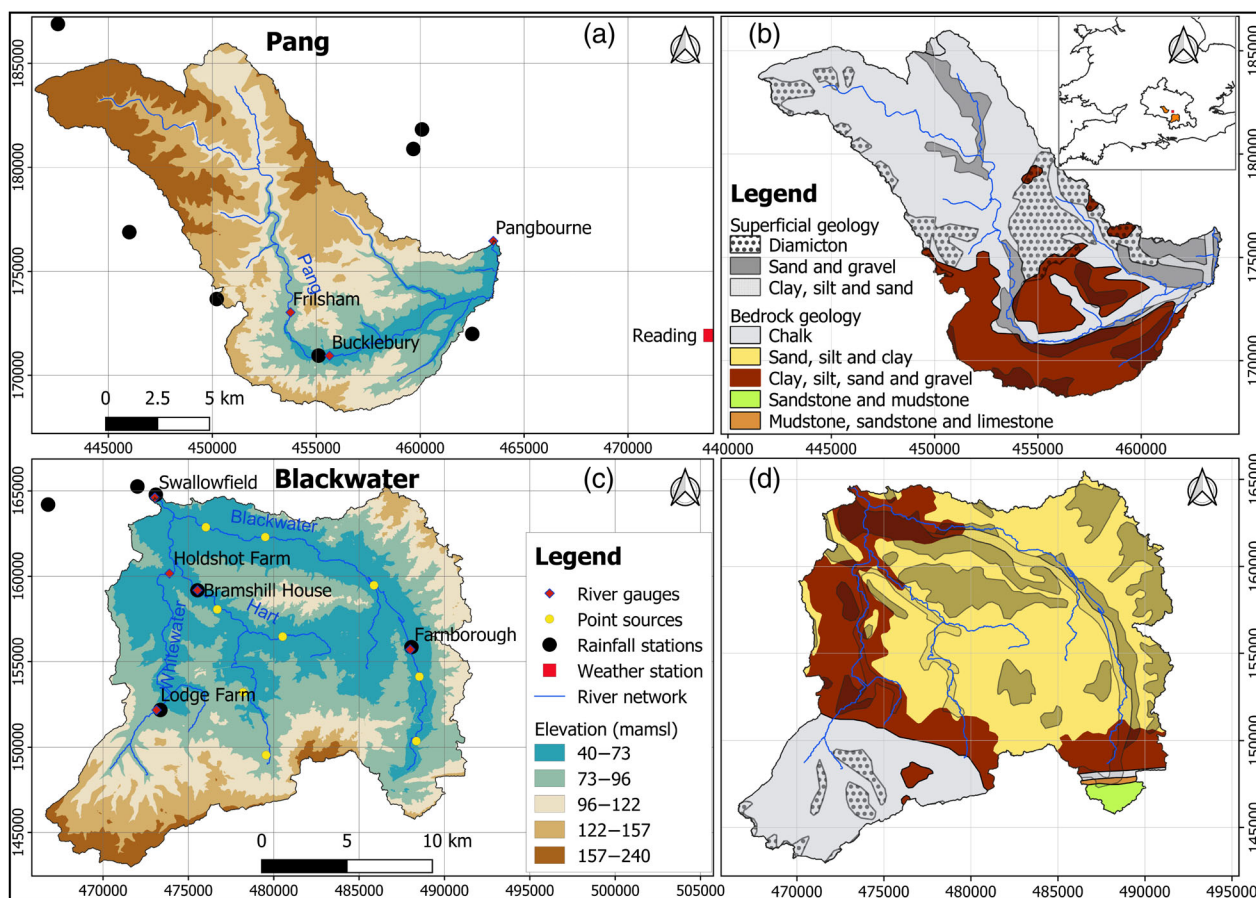 Pang
(a)
185000
180000
175000
170000
Pangbourne
Pang
Frilsham
Bucklebury
Reading
0 2.5 5 km
445000 450000 455000 460000 465000 470000
(b)
Legend
Superficial geology
Diamicton
Sand and gravel
Clay, silt and sand
Bedrock geology
Chalk
Sand, silt and clay
Clay, silt, sand and gravel
Sandstone and mudstone
Mudstone, sandstone and limestone
185000
180000
175000
170000
440000 445000 450000 455000 460000
Blackwater
(c)
165000
160000
155000
150000
145000
Swallowfield
Blackwater
Holdshot Farm
Bramshill House
Hart
Farnborough
Whitewater
Lodge Farm
0 5 10 km
Legend
River gauges
Point sources
Rainfall stations
Weather station
River network
Elevation (mamsl)
40–73
73–96
96–122
122–157
157–240
470000 475000 480000 485000 490000 495000 500000 505000
(d)
165000
160000
155000
150000
145000
470000 475000 480000 485000 490000 495000